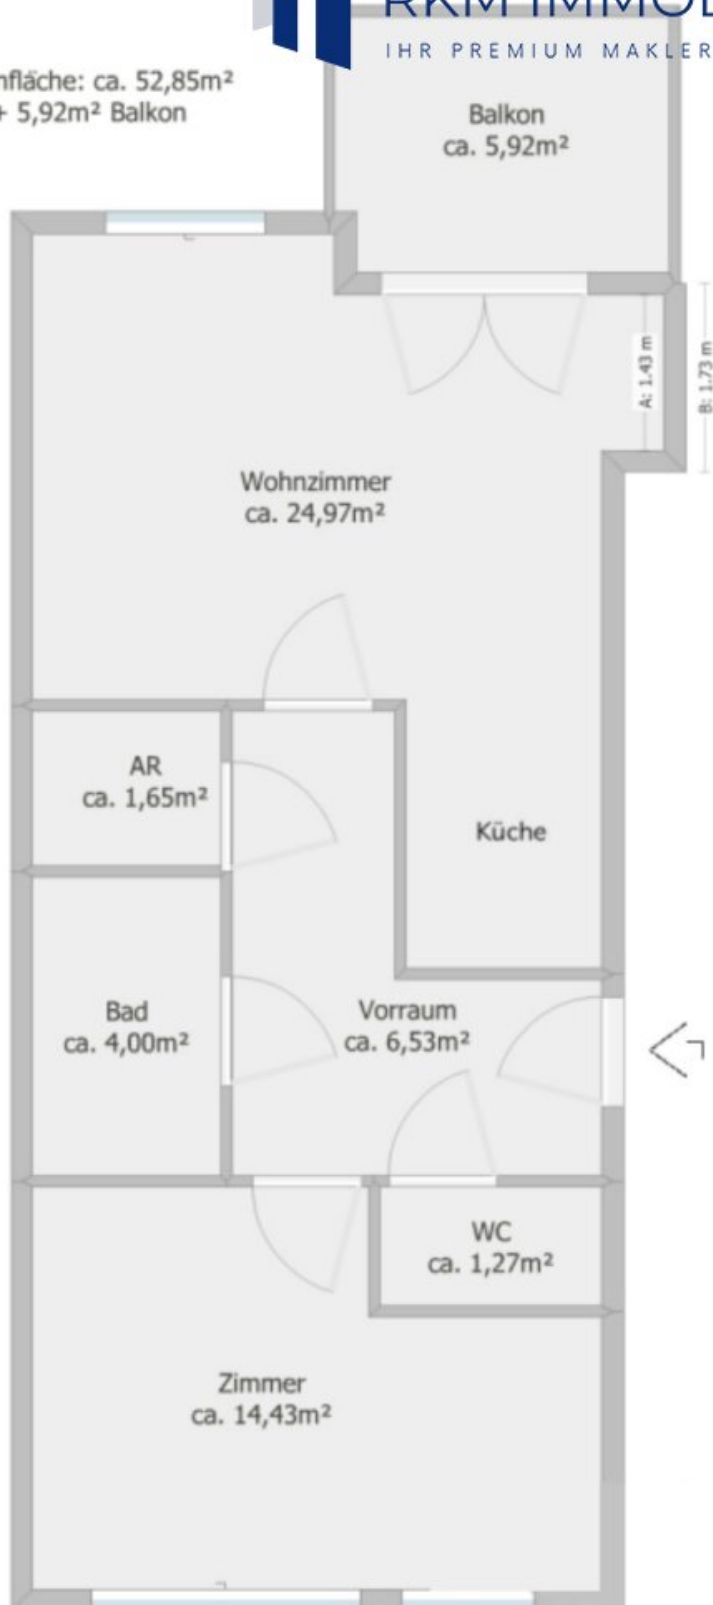 IHR PREMIUM MAKLER
ca. 52,85m²
+ 5,92m² Balkon
Balkon
ca. 5,92m²
A: 1.43 m
B: 1.73 m
Wohnzimmer
ca. 24,97m²
AR
ca. 1,65m²
Küche
Bad
ca. 4,00m²
Vorraum
ca. 6,53m²
WC
ca. 1,27m²
Zimmer
ca. 14,43m²